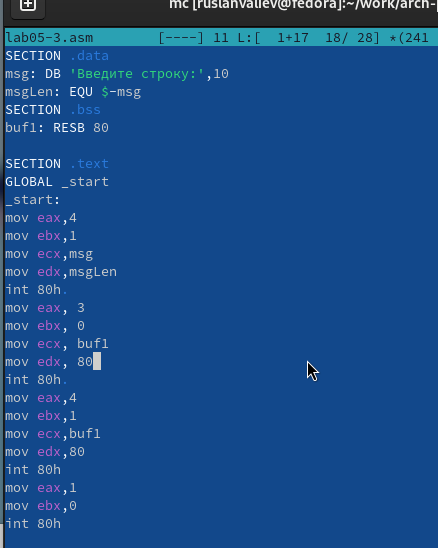 mc [ruslanvaliev@fedora]:~/work/arch-
lab05-3.asm [----] 11 L:[ 1+17 18/ 28] *(241
SECTION .data
msg: DB 'Введите строку:',10
msgLen: EQU $-msg
SECTION .bss
buf1: RESB 80
SECTION .text
GLOBAL _start
_start:
mov eax,4
mov ebx,1
mov ecx,msg
mov edx,msgLen
int 80h.
mov eax, 3
mov ebx, 0
mov ecx, buf1
mov edx, 80
int 80h.
mov eax,4
mov ebx,1
mov ecx,buf1
mov edx,80
int 80h
mov eax,1
mov ebx,0
int 80h